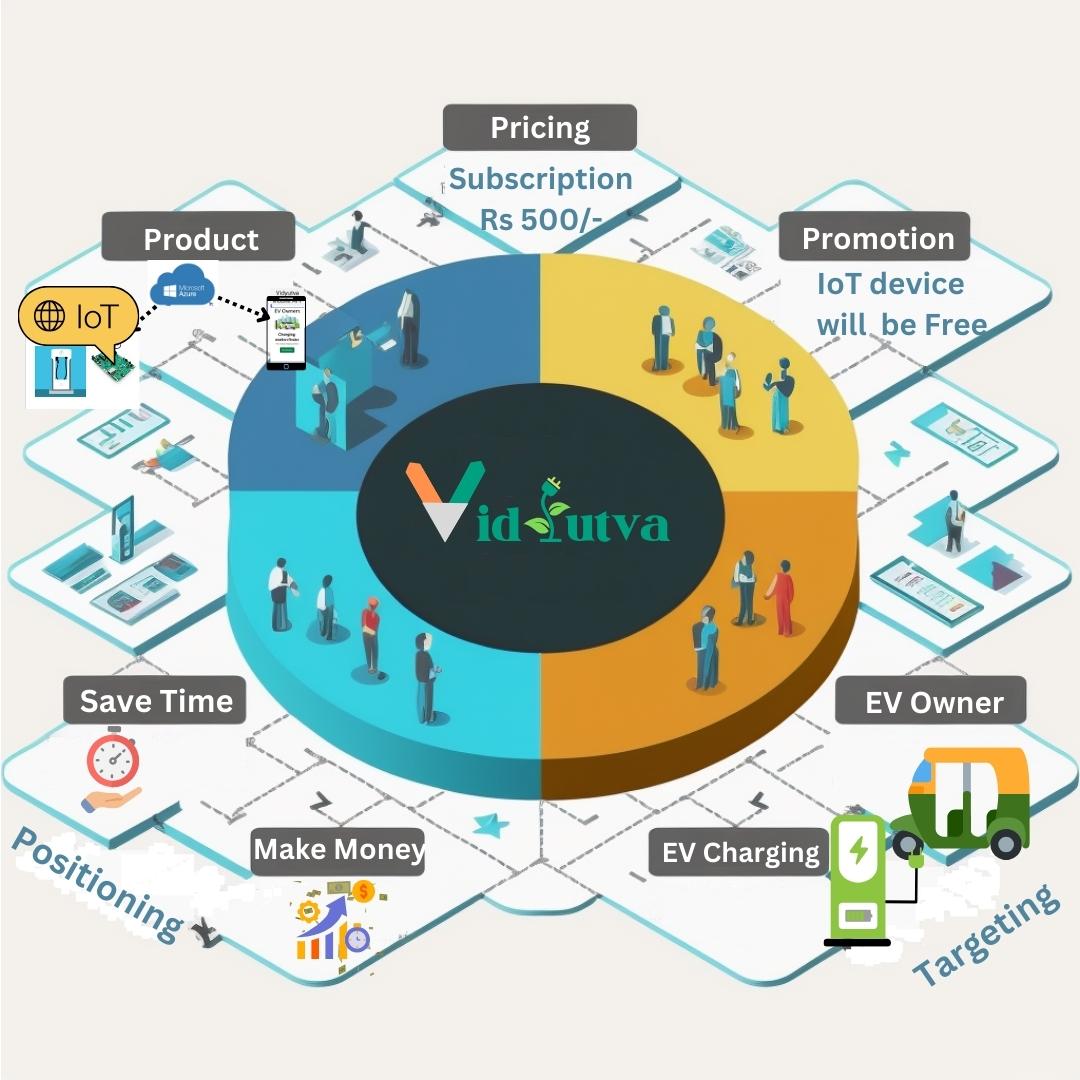 Pricing
Subscription
Rs 500/-
Product
Promotion
Microsoft
Azure
IoT
Vidyutva
EV Owners
Charging
IoT device
will be Free
Vidyutva
Save Time
EV Owner
Make Money
EV Charging
Positioning
Targeting